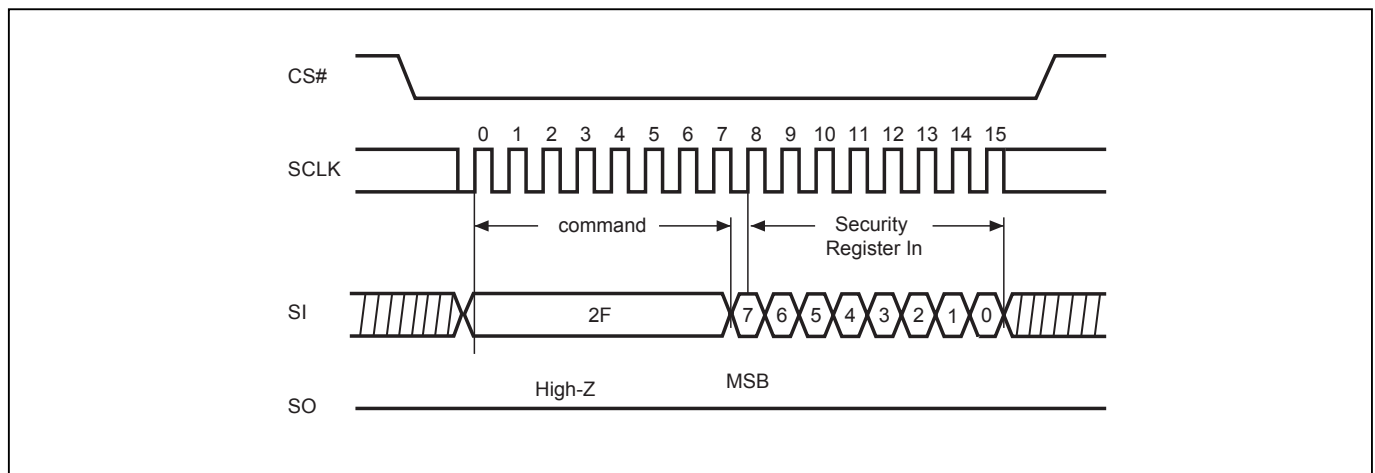 CS#
0 1 2 3 4 5 6 7 8 9 10 11 12 13 14 15
SCLK
command
Security
Register In
SI
2F
7 6 5 4 3 2 1 0
High-Z
MSB
SO